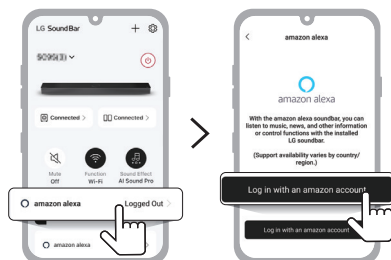 LG SoundBar
Connected >
Connected >
Mute
Off
Function
Wi-Fi
Sound Effect
AI Sound Pro
amazon alexa
Logged Out >
amazon alexa
>
< amazon alexa
amazon alexa
With the amazon alexa soundbar, you can
listen to music, news, and other information
or control functions with the installed
LG soundbar.
(Support availability varies by country/
region.)
Log in with an amazon account
Log in with an amazon account